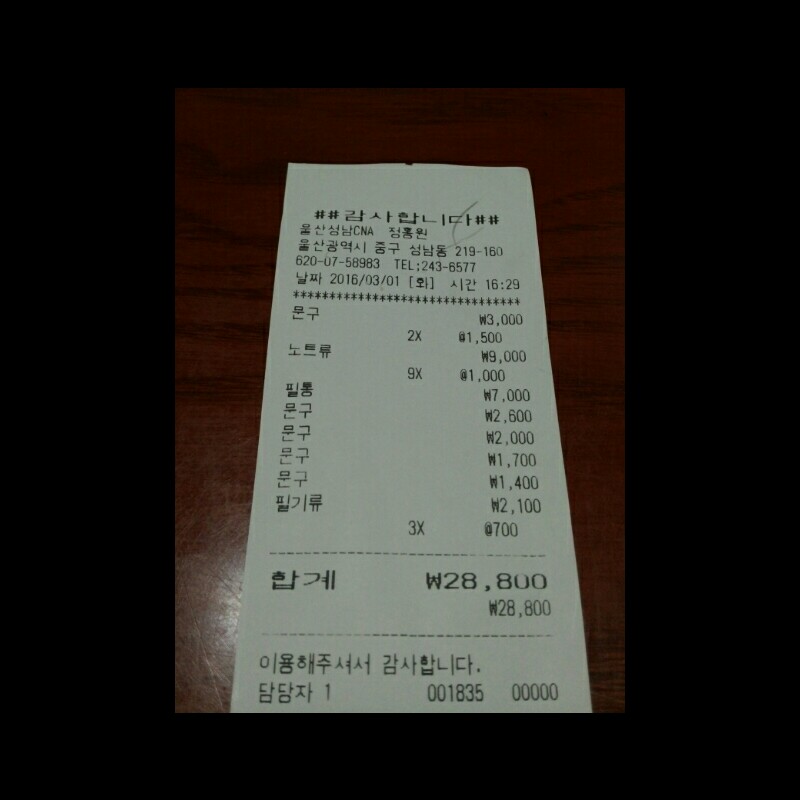 ##감사합니다##
울산성남CNA 정홍원
울산광역시 중구 성남동 219-160
620-07-58983 TEL;243-6577
날짜 2016/03/01 [화] 시간 16:29
*******************************
문구 ₩3,000
2X @1,500
노트류 ₩9,000
9X @1,000
필통 ₩7,000
문구 ₩2,600
문구 ₩2,000
문구 ₩1,700
문구 ₩1,400
필기류 ₩2,100
3X @700
합계 ₩28,800
₩28,800
이용해주셔서 감사합니다.
담당자 1 001835 00000